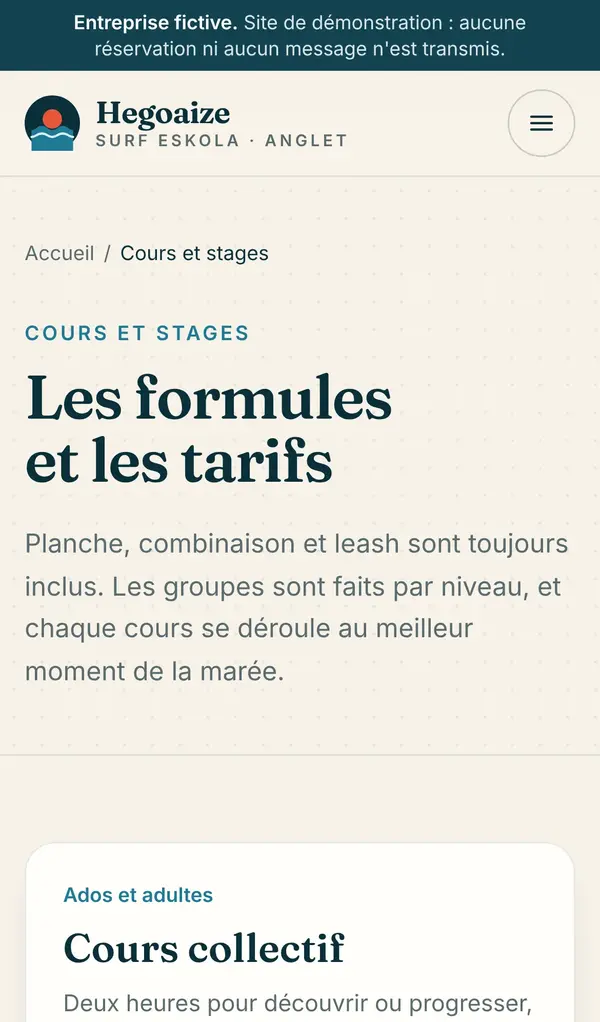 Entreprise fictive. Site de démonstration : aucune
réservation ni aucun message n'est transmis.
Hegoaize
SURF ESKOLA · ANGLET
Accueil / Cours et stages
COURS ET STAGES
Les formules
et les tarifs
Planche, combinaison et leash sont toujours
inclus. Les groupes sont faits par niveau, et
chaque cours se déroule au meilleur
moment de la marée.
Ados et adultes
Cours collectif
Deux heures pour découvrir ou progresser,